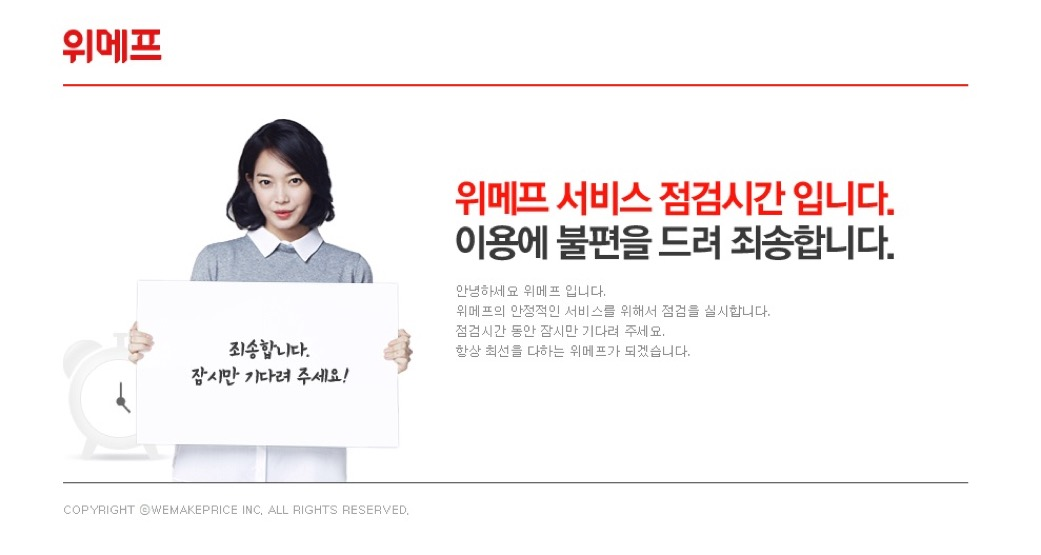 위메프
위메프 서비스 점검시간 입니다.
이용에 불편을 드려 죄송합니다.
안녕하세요 위메프 입니다.
위메프의 안정적인 서비스를 위해서 점검을 실시합니다.
점검시간 동안 잠시만 기다려 주세요.
항상 최선을 다하는 위메프가 되겠습니다.
죄송합니다.
잠시만 기다려 주세요!
COPYRIGHT ⓒWEMAKEPRICE INC. ALL RIGHTS RESERVED.